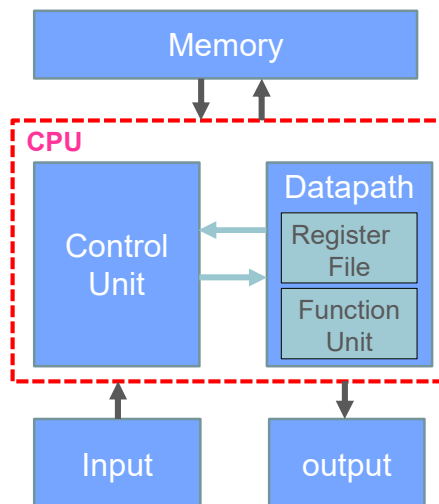 Memory
CPU
Control
Unit
Datapath
Register
File
Function
Unit
Input
output